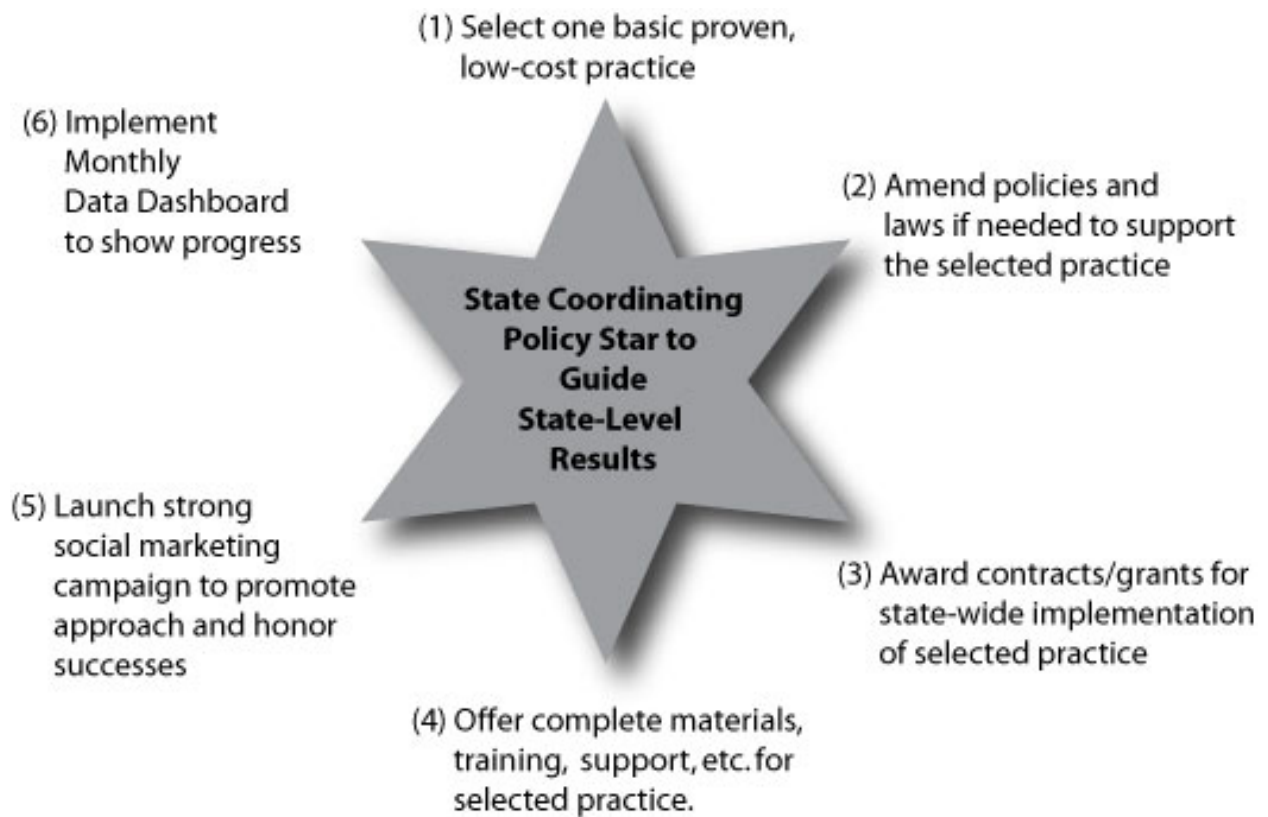 (1) Select one basic proven,
low-cost practice
(2) Amend policies and
laws if needed to support
the selected practice
(3) Award contracts/grants for
state-wide implementation
of selected practice
(4) Offer complete materials,
training, support, etc. for
selected practice.
(5) Launch strong
social marketing
campaign to promote
approach and honor
successes
(6) Implement
Monthly
Data Dashboard
to show progress
State Coordinating
Policy Star to
Guide
State-Level
Results